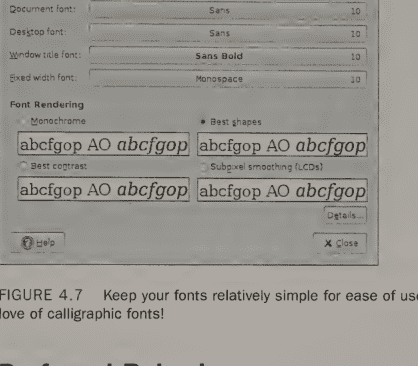 Document font: Sans 10
Desktop font: Sans 10
Window title font: Sans Bold 10
Fixed width font: Monospace 10
Font Rendering
Monochrome Best shapes
abcfgop AO abcfgop abcfgop AO abcfgop
Best contrast Subpixel smoothing (LCDs)
abcfgop AO abcfgop abcfgop AO abcfgop
Details...
Help Close
FIGURE 4.7 Keep your fonts relatively simple for ease of use
love of calligraphic fonts!